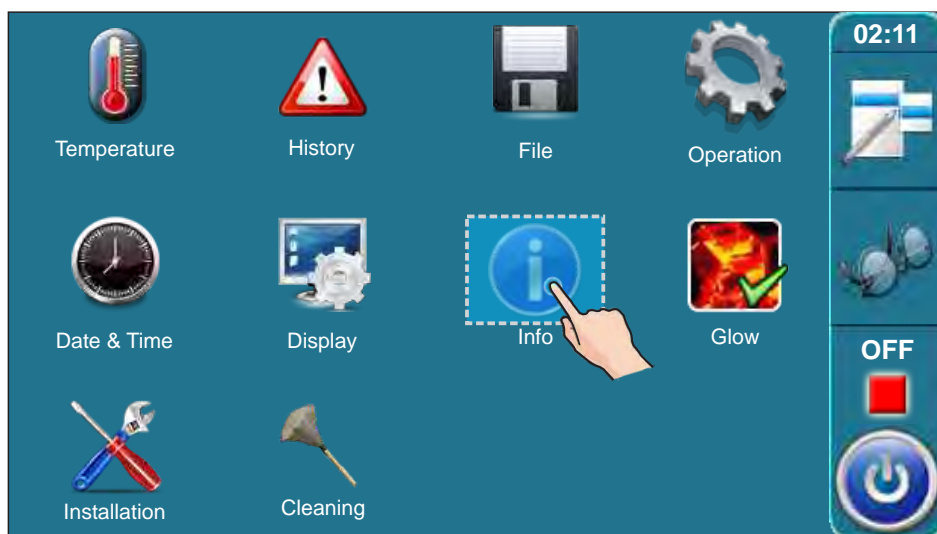 02:11
Temperature
History
File
Operation
Date & Time
Display
Info
Glow
OFF
Installation
Cleaning